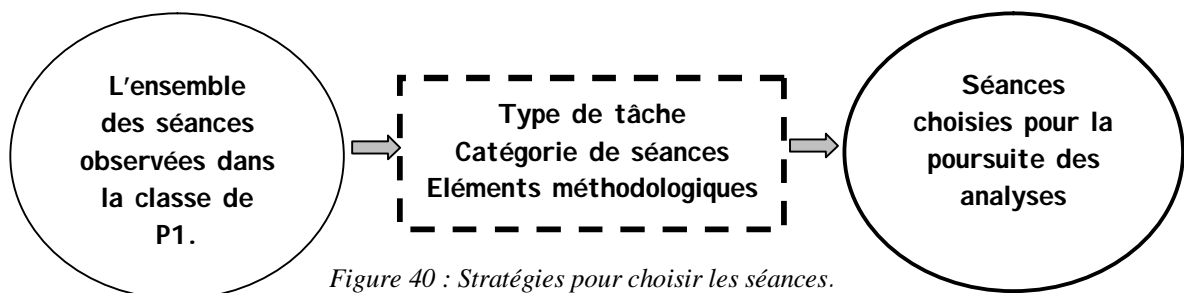 L'ensemble
des séances
observées dans
la classe de
P1.
Type de tâche
Catégorie de séances
Eléments méthodologiques
Séances
choisies pour la
poursuite des
analyses
Figure 40 : Stratégies pour choisir les séances.